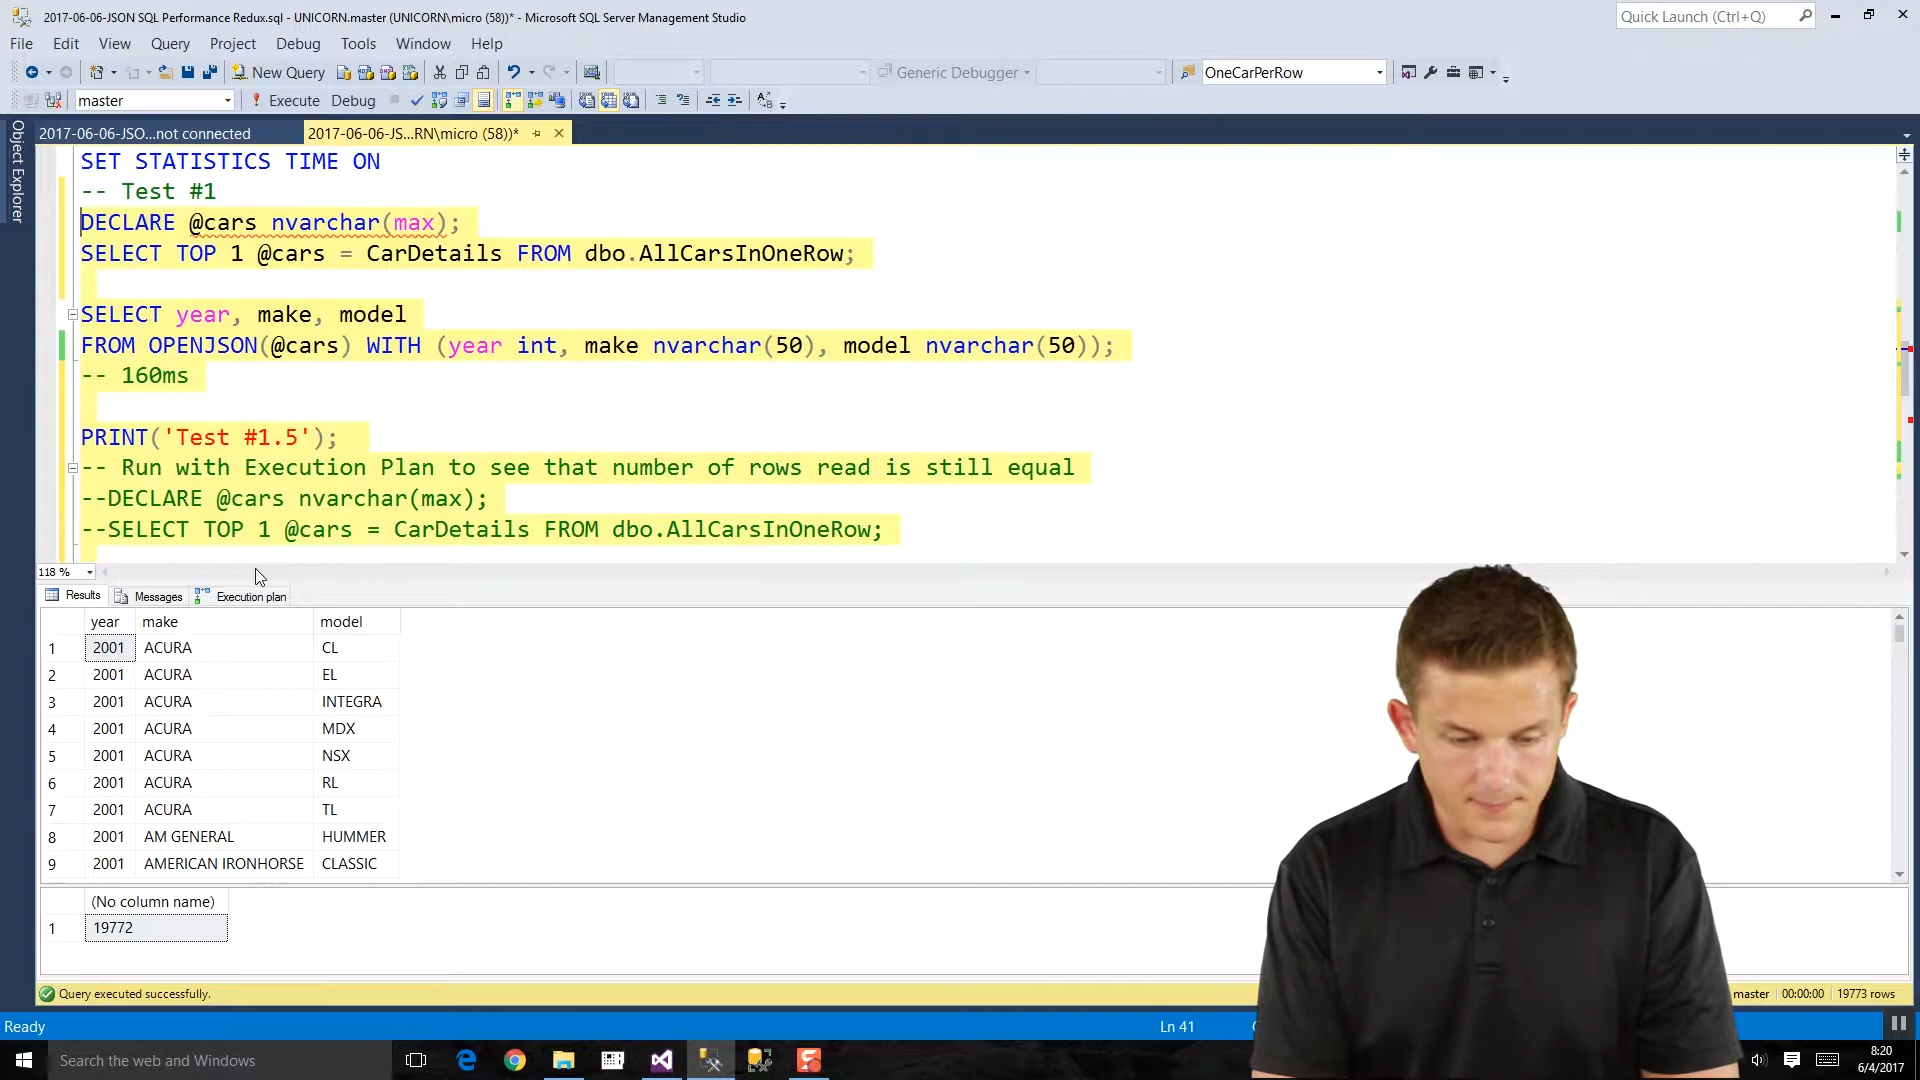 2017-06-06-JSON SQL Performance Redux.sql - UNICORN.master (UNICORN\micro (58))* - Microsoft SQL Server Management Studio
Quick Launch (Ctrl+Q)
File Edit View Query Project Debug Tools Window Help
New Query
Generic Debugger
OneCarPerRow
master
Execute Debug
Object Explorer
2017-06-06-JSO...not connected
2017-06-06-JS...RN\micro (58))*
SET STATISTICS TIME ON
-- Test #1
DECLARE @cars nvarchar(max);
SELECT TOP 1 @cars = CarDetails FROM dbo.AllCarsInOneRow;
SELECT year, make, model
FROM OPENJSON(@cars) WITH (year int, make nvarchar(50), model nvarchar(50));
-- 160ms
PRINT('Test #1.5');
-- Run with Execution Plan to see that number of rows read is still equal
--DECLARE @cars nvarchar(max);
--SELECT TOP 1 @cars = CarDetails FROM dbo.AllCarsInOneRow;
118 %
Results Messages Execution plan
year make model
1 2001 ACURA CL
2 2001 ACURA EL
3 2001 ACURA INTEGRA
4 2001 ACURA MDX
5 2001 ACURA NSX
6 2001 ACURA RL
7 2001 ACURA TL
8 2001 AM GENERAL HUMMER
9 2001 AMERICAN IRONHORSE CLASSIC
(No column name)
1 19772
Query executed successfully.
master 00:00:00 19773 rows
Ready
Ln 41
Search the web and Windows
8:20
6/4/2017